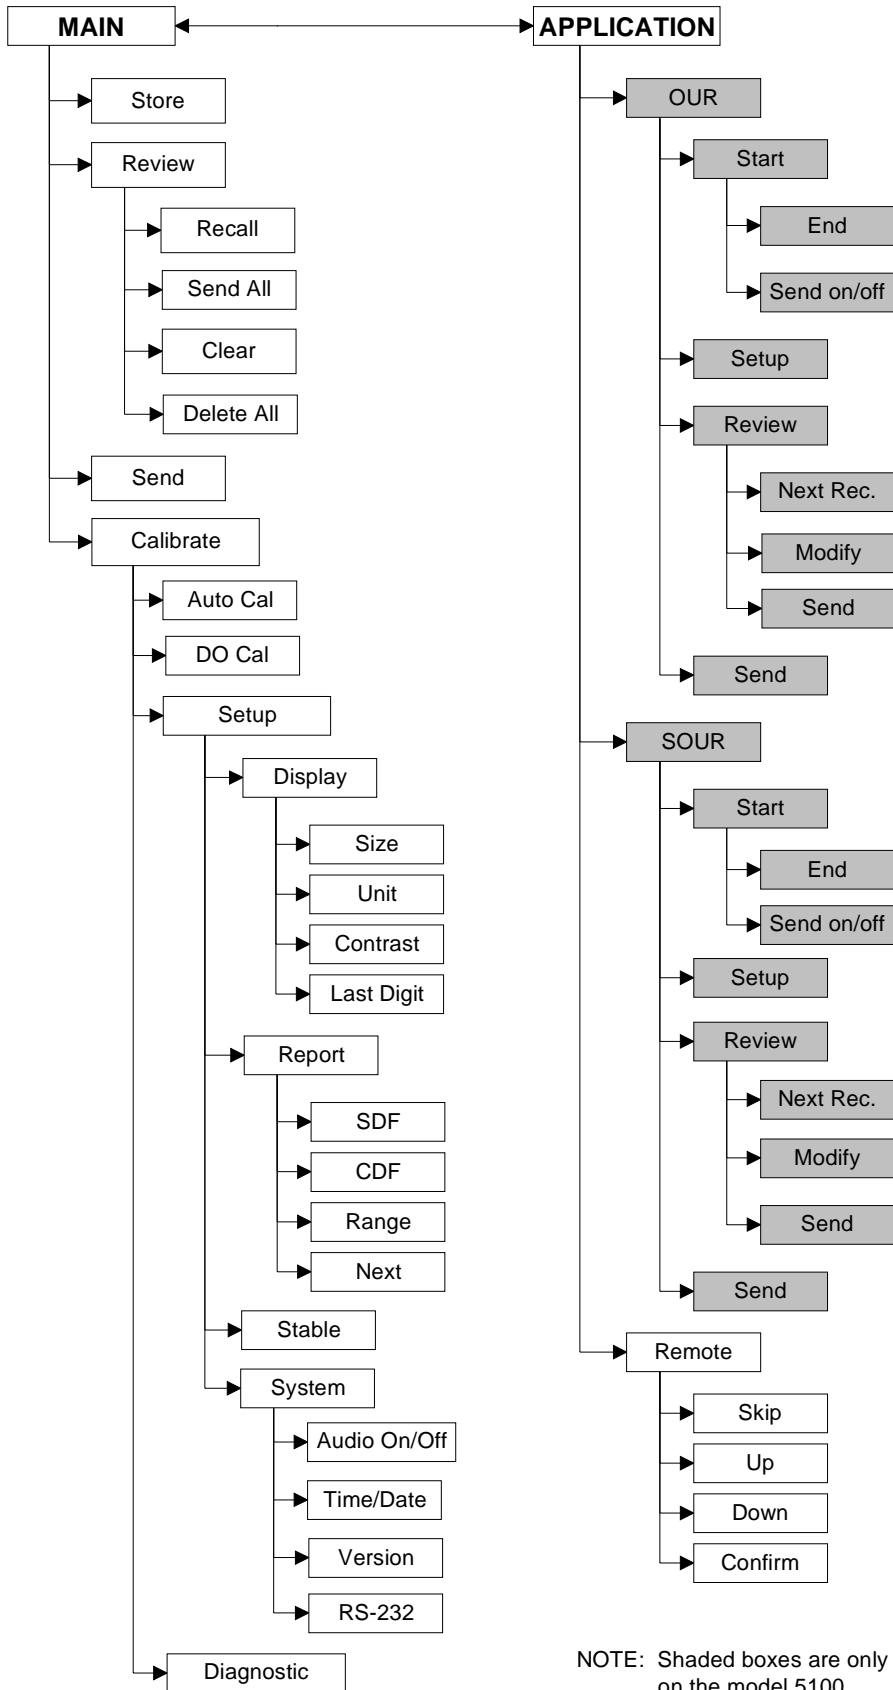 MAIN
Store
Review
Recall
Send All
Clear
Delete All
Send
Calibrate
Auto Cal
DO Cal
Setup
Display
Size
Unit
Contrast
Last Digit
Report
SDF
CDF
Range
Next
Stable
System
Audio On/Off
Time/Date
Version
RS-232
Diagnostic
APPLICATION
OUR
Start
End
Send on/off
Setup
Review
Next Rec.
Modify
Send
Send
SOUR
Start
End
Send on/off
Setup
Review
Next Rec.
Modify
Send
Send
Remote
Skip
Up
Down
Confirm
NOTE: Shaded boxes are only
on the model 5100